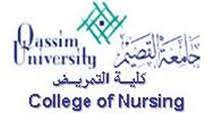 Qassim
University
جامعة القصيم
كلية التمريض
College of Nursing